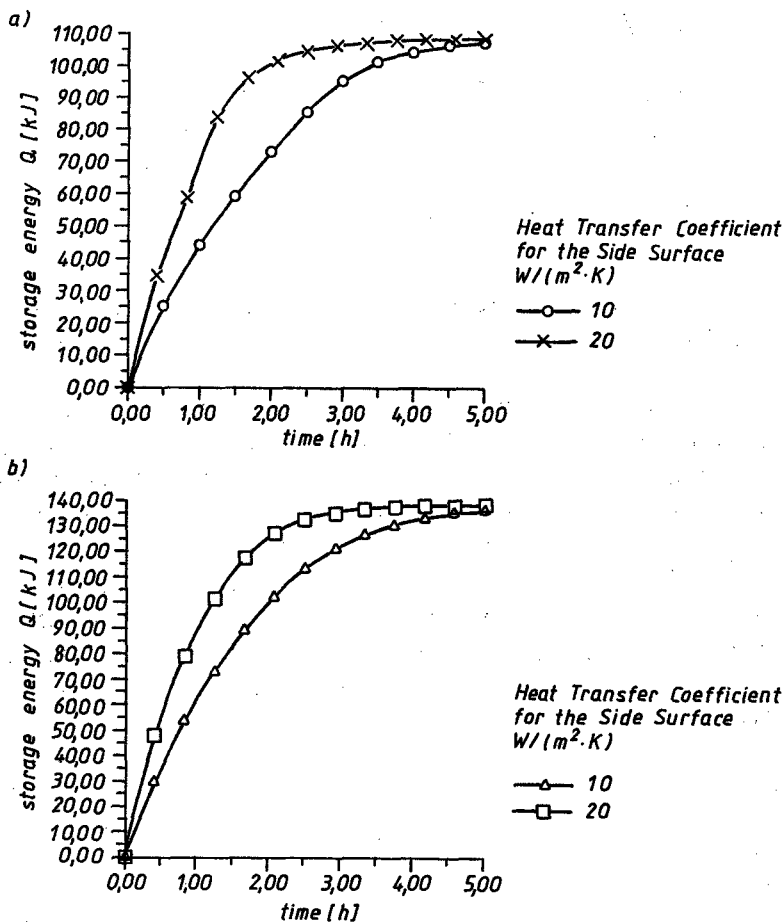 a)
110,00
100,00
90,00
80,00
70,00
60,00
50,00
40,00
30,00
20,00
10,00
0,00
storage energy Q [kJ]
0,00 1,00 2,00 3,00 4,00 5,00
time [h]
Heat Transfer Coefficient
for the Side Surface
W/(m²·K)
10
20
b)
140,00
130,00
120,00
110,00
100,00
90,00
80,00
70,00
60,00
50,00
40,00
30,00
20,00
10,00
0,00
storage energy Q [kJ]
0,00 1,00 2,00 3,00 4,00 5,00
time [h]
Heat Transfer Coefficient
for the Side Surface
W/(m²·K)
10
20